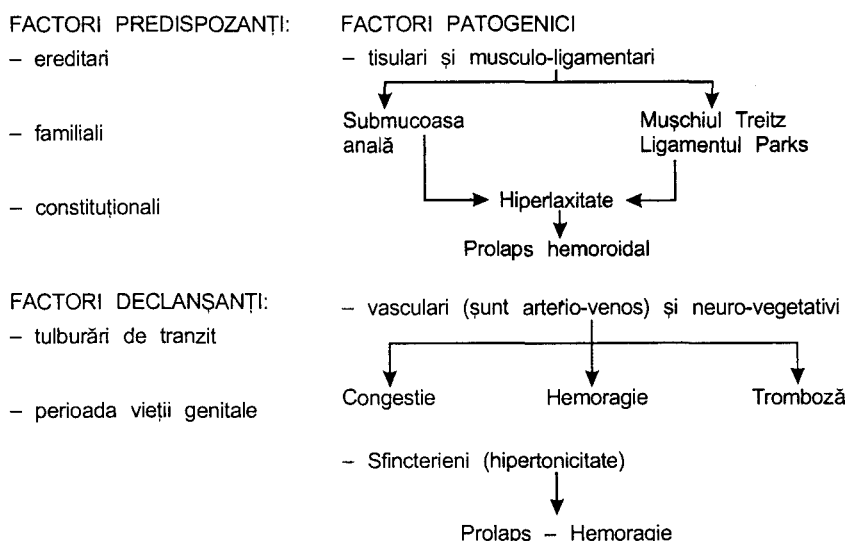 FACTORI PREDISPOZANȚI:
– ereditari
– familiali
– constituționali
FACTORI DECLANȘANȚI:
– tulburări de tranzit
– perioada vieții genitale
FACTORI PATOGENICI
– tisulari și musculo-ligamentari
Submucoasa
anală
Mușchiul Treitz
Ligamentul Parks
Hiperlaxitate
Prolaps hemoroidal
– vasculari (sunt arterio-venos) și neuro-vegetativi
Congestie
Hemoragie
Tromboză
– Sfincterieni (hipertonicitate)
Prolaps – Hemoragie